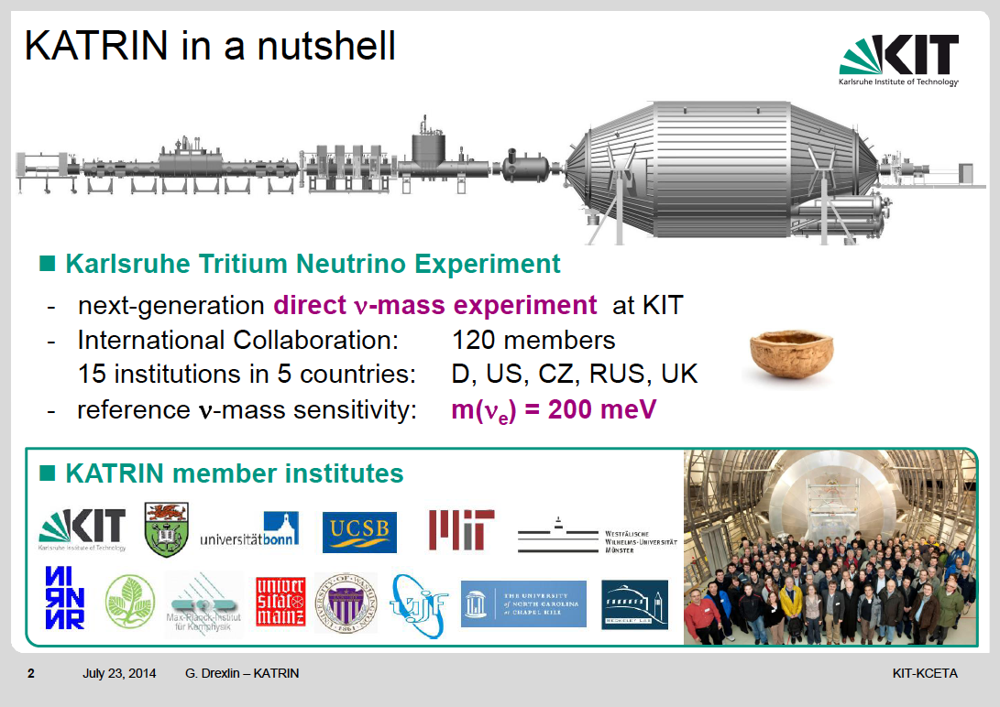 KATRIN in a nutshell
KIT
Karlsruhe Institute of Technology
Karlsruhe Tritium Neutrino Experiment
- next-generation direct ν-mass experiment at KIT
- International Collaboration: 120 members
15 institutions in 5 countries: D, US, CZ, RUS, UK
- reference ν-mass sensitivity: m(νe) = 200 meV
KATRIN member institutes
KIT
Karlsruhe Institute of Technology
universitätbonn
UCSB
MIT
WESTFÄLISCHE
WILHELMS-UNIVERSITÄT
MÜNSTER
Max-Planck-Institut
für Kernphysik
univer
sität
mainz
UNIVERSITY OF WASHINGTON
1861
THE UNIVERSITY
of NORTH CAROLINA
at CHAPEL HILL
BERKELEY LAB
2 July 23, 2014 G. Drexlin – KATRIN KIT-KCETA